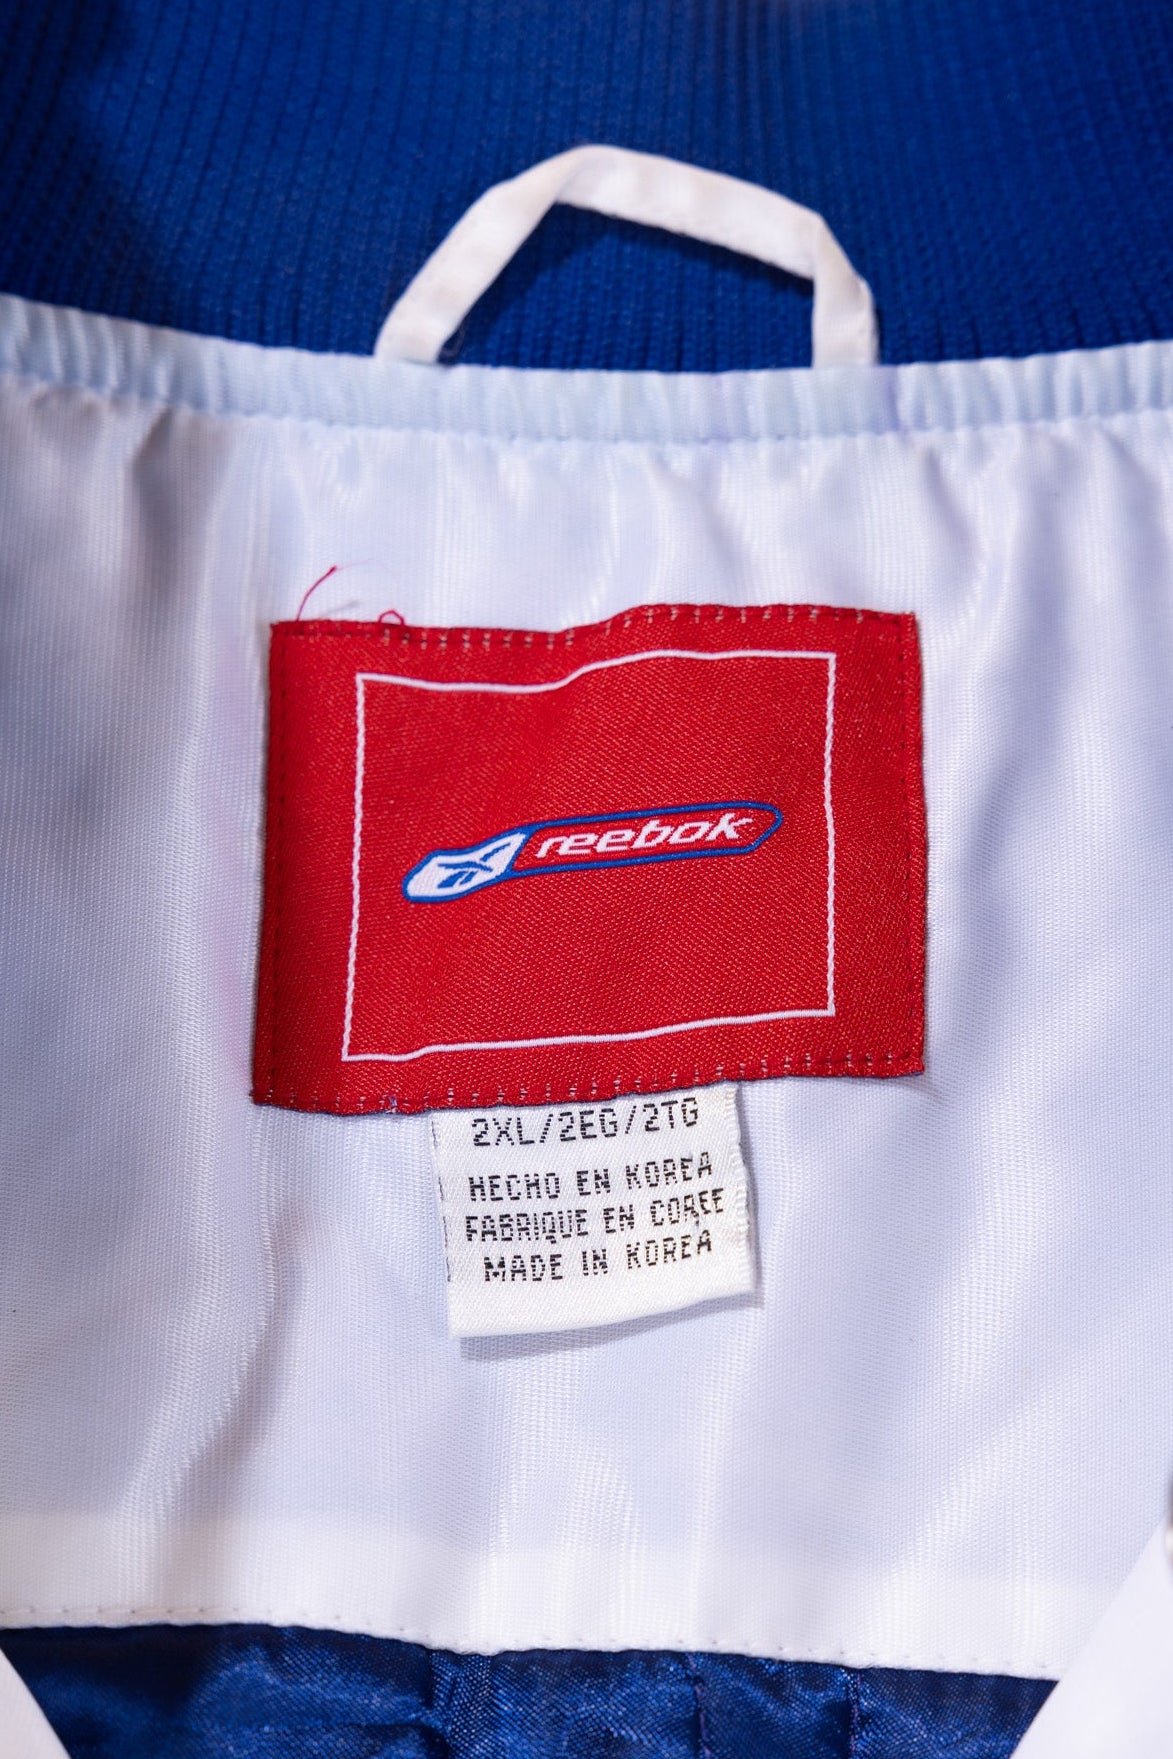 reebok
2XL/2EG/2TG
HECHO EN KOREA
FABRIQUE EN COREE
MADE IN KOREA